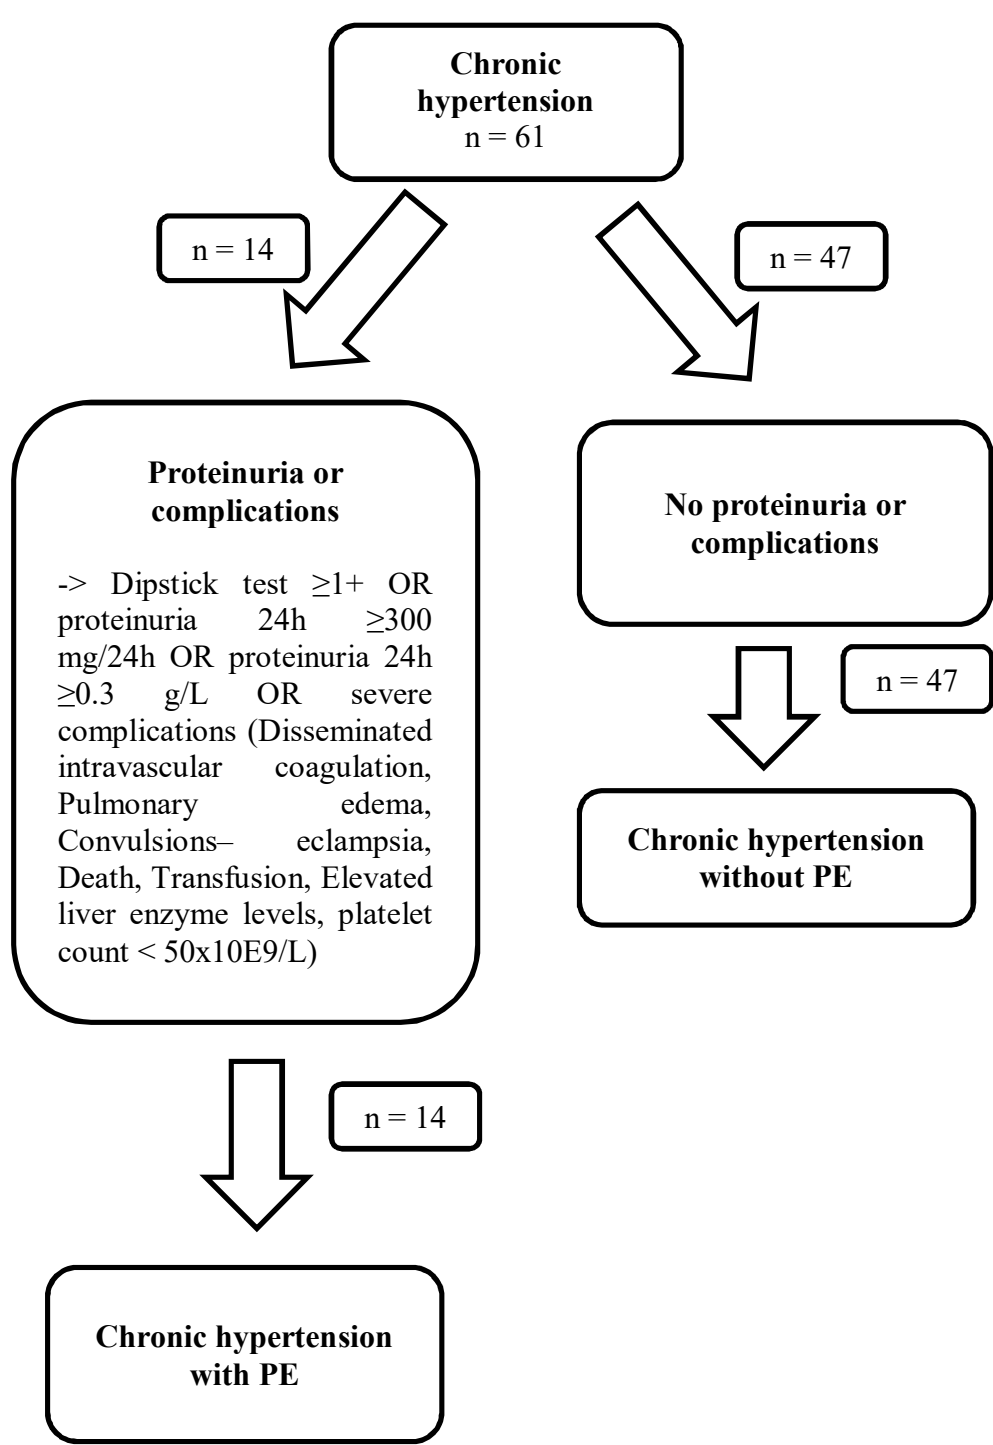 Chronic
hypertension
n = 61
n = 14
n = 47
Proteinuria or
complications
-> Dipstick test ≥1+ OR
proteinuria 24h ≥300
mg/24h OR proteinuria 24h
≥0.3 g/L OR severe
complications (Disseminated
intravascular coagulation,
Pulmonary edema,
Convulsions– eclampsia,
Death, Transfusion, Elevated
liver enzyme levels, platelet
count < 50x10E9/L)
No proteinuria or
complications
n = 47
Chronic hypertension
without PE
n = 14
Chronic hypertension
with PE